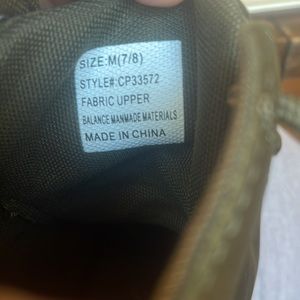 SIZE:M(7/8)
STYLE#:CP33572
FABRIC UPPER
BALANCE MANMADE MATERIALS
MADE IN CHINA